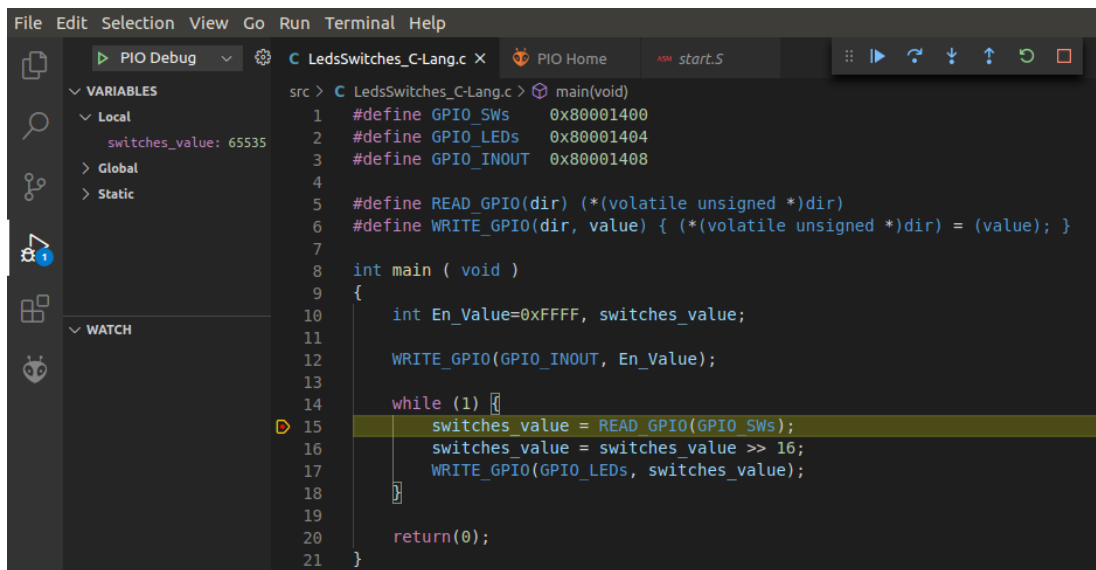 File Edit Selection View Go Run Terminal Help
PIO Debug
C LedsSwitches_C-Lang.c × PIO Home ASM start.S
VARIABLES
Local
switches_value: 65535
Global
Static
WATCH
1
src > C LedsSwitches_C-Lang.c > main(void)
1 #define GPIO_SWs 0x80001400
2 #define GPIO_LEDs 0x80001404
3 #define GPIO_INOUT 0x80001408
4
5 #define READ_GPIO(dir) (*(volatile unsigned *)dir)
6 #define WRITE_GPIO(dir, value) { (*(volatile unsigned *)dir) = (value); }
7
8 int main ( void )
9 {
10 int En_Value=0xFFFF, switches_value;
11
12 WRITE_GPIO(GPIO_INOUT, En_Value);
13
14 while (1) {
15 switches_value = READ_GPIO(GPIO_SWs);
16 switches_value = switches_value >> 16;
17 WRITE_GPIO(GPIO_LEDs, switches_value);
18 }
19
20 return(0);
21 }